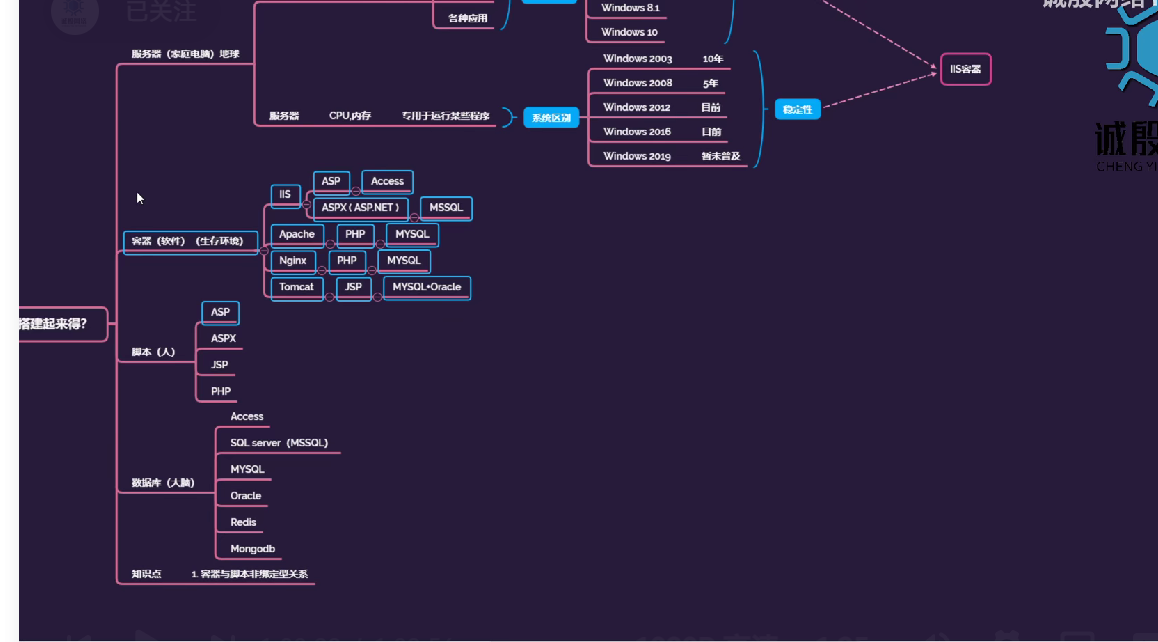 已关注
诚殷网络
各种应用
Windows 8.1
Windows 10
服务器（家庭电脑）地球
Windows 2003 10年
Windows 2008 5年
Windows 2012 目前
Windows 2016 目前
Windows 2019 暂未普及
服务器 CPU,内存 专用于运行某些程序
系统区别
稳定性
IIS容器
诚殷
CHENG YI
容器（软件）（生存环境）
IIS ASP Access
ASPX ( ASP.NET ) MSSQL
Apache PHP MYSQL
Nginx PHP MYSQL
Tomcat JSP MYSQL+Oracle
搭建起来得？
脚本（人）
ASP
ASPX
JSP
PHP
数据库（人脑）
Access
SQL server（MSSQL）
MYSQL
Oracle
Redis
Mongodb
知识点 1. 容器与脚本非绑定型关系